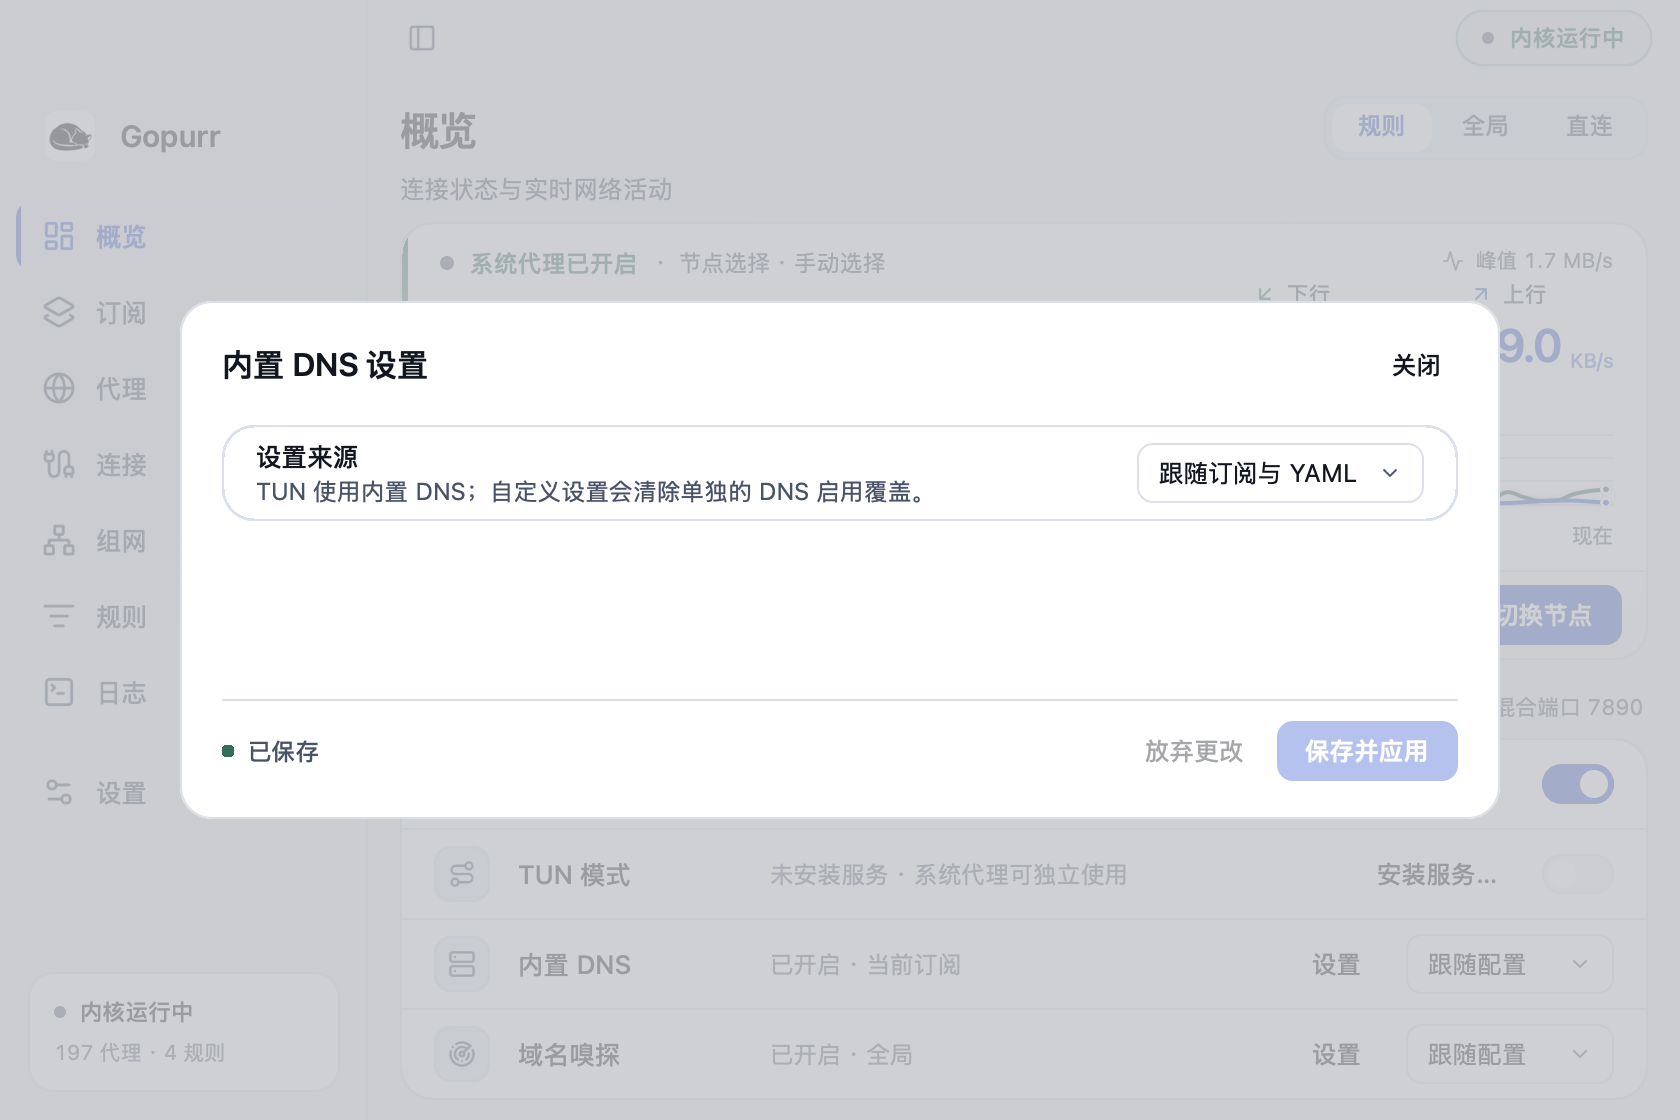 内核运行中
Gopurr
概览
规则 全局 直连
连接状态与实时网络活动
概览
订阅
代理
连接
组网
规则
日志
设置
系统代理已开启 · 节点选择 · 手动选择
峰值 1.7 MB/s
下行 上行
9.0 KB/s
内置 DNS 设置
关闭
设置来源
TUN 使用内置 DNS；自定义设置会清除单独的 DNS 启用覆盖。
跟随订阅与 YAML
现在
切换节点
混合端口 7890
已保存
放弃更改
保存并应用
TUN 模式
未安装服务 · 系统代理可独立使用
安装服务...
内置 DNS
已开启 · 当前订阅
设置
跟随配置
域名嗅探
已开启 · 全局
设置
跟随配置
内核运行中
197 代理 · 4 规则